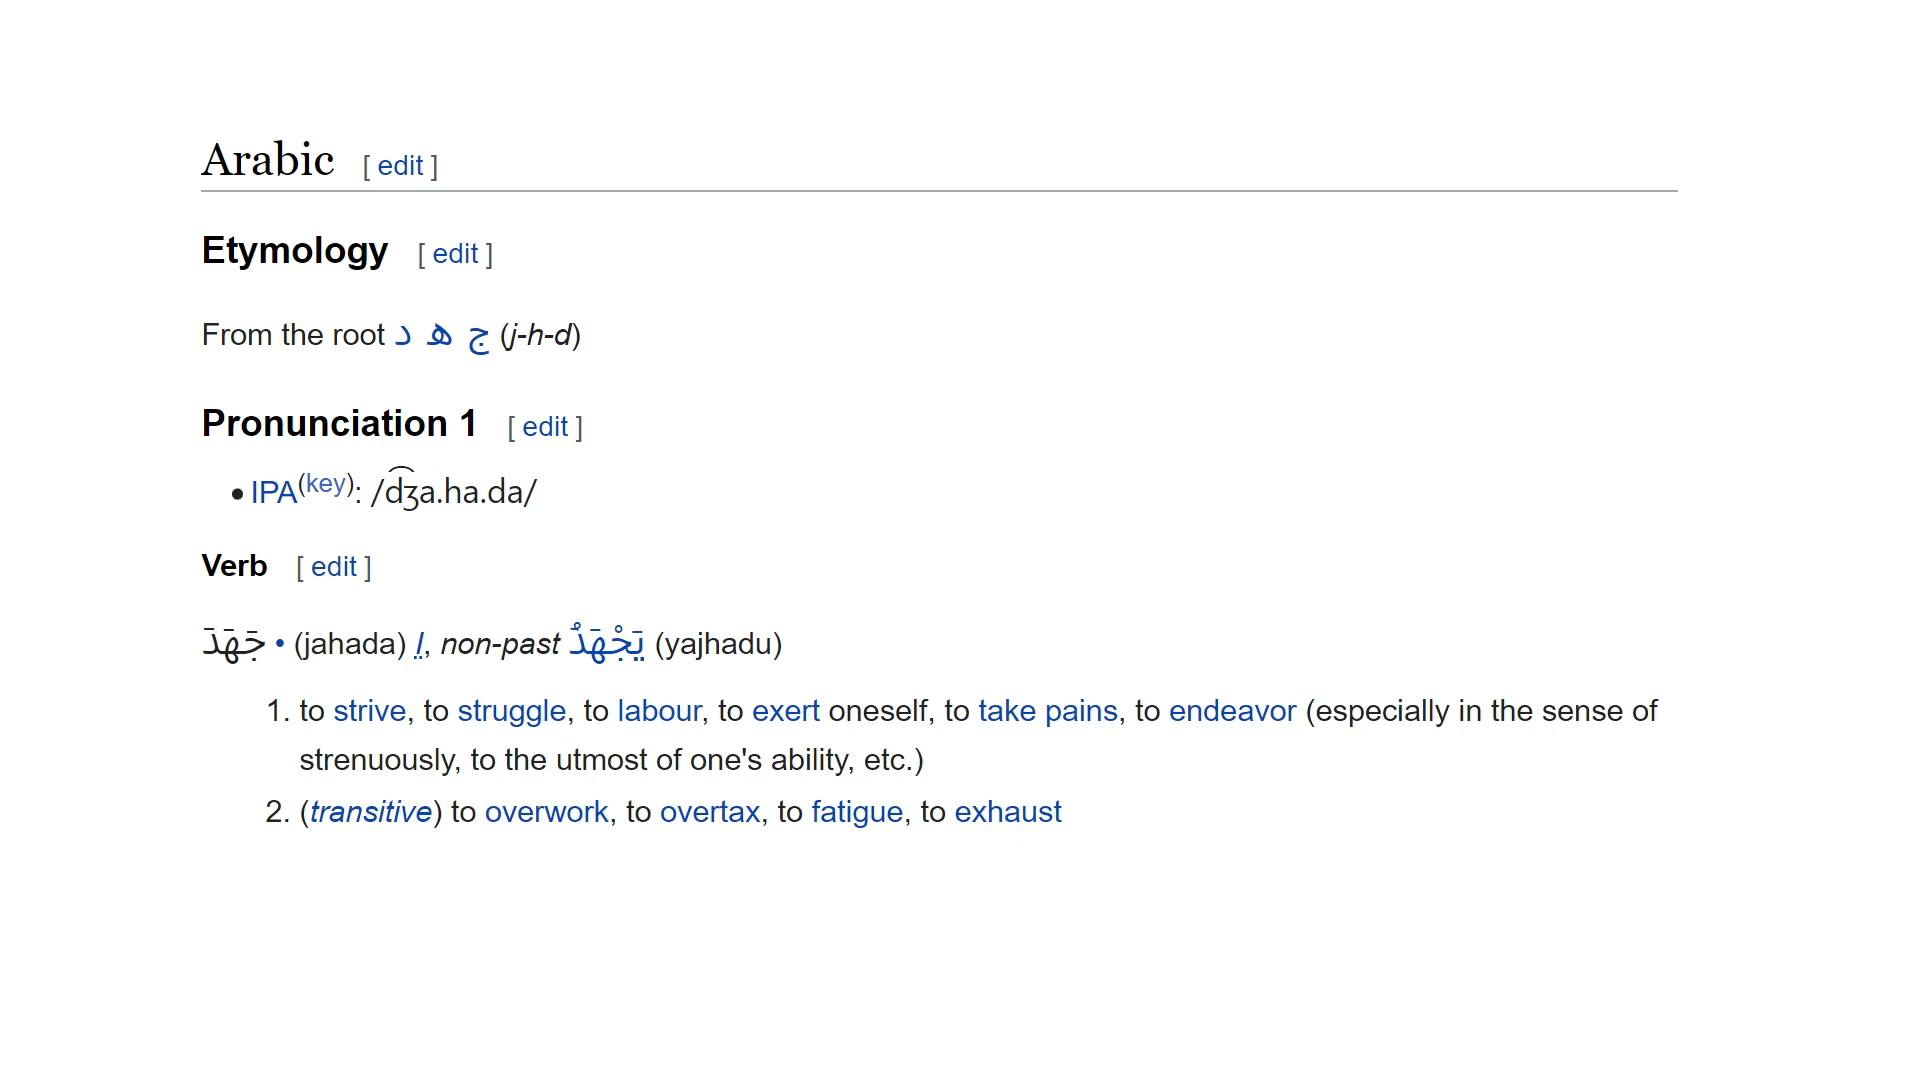 Arabic [ edit ]
Etymology [ edit ]
From the root ج ه د (j-h-d)
Pronunciation 1 [ edit ]
• IPA(key): /d͡ʒa.ha.da/
Verb [ edit ]
جَهَدَ • (jahada) I, non-past يَجْهَدُ (yajhadu)
1. to strive, to struggle, to labour, to exert oneself, to take pains, to endeavor (especially in the sense of
strenuously, to the utmost of one's ability, etc.)
2. (transitive) to overwork, to overtax, to fatigue, to exhaust